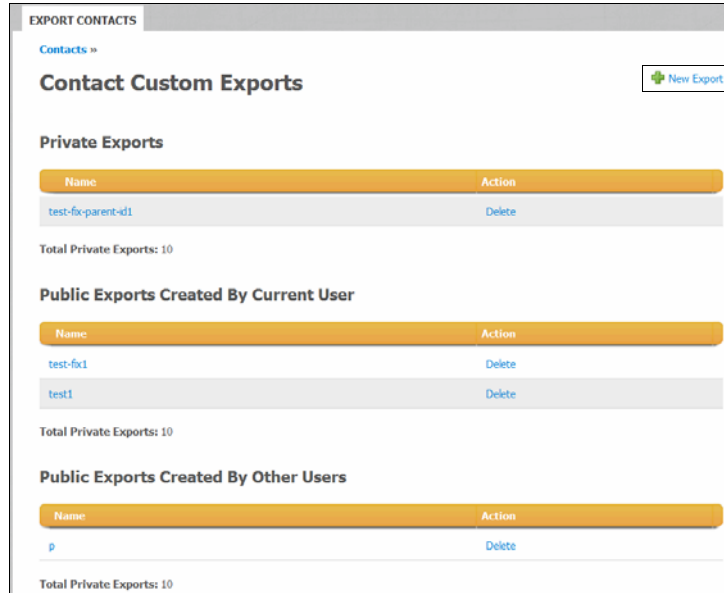 EXPORT CONTACTS
Contacts »
Contact Custom Exports
New Export
Private Exports
Name Action
test-fix-parent-id1 Delete
Total Private Exports: 10
Public Exports Created By Current User
Name Action
test-fix1 Delete
test1 Delete
Total Private Exports: 10
Public Exports Created By Other Users
Name Action
p Delete
Total Private Exports: 10